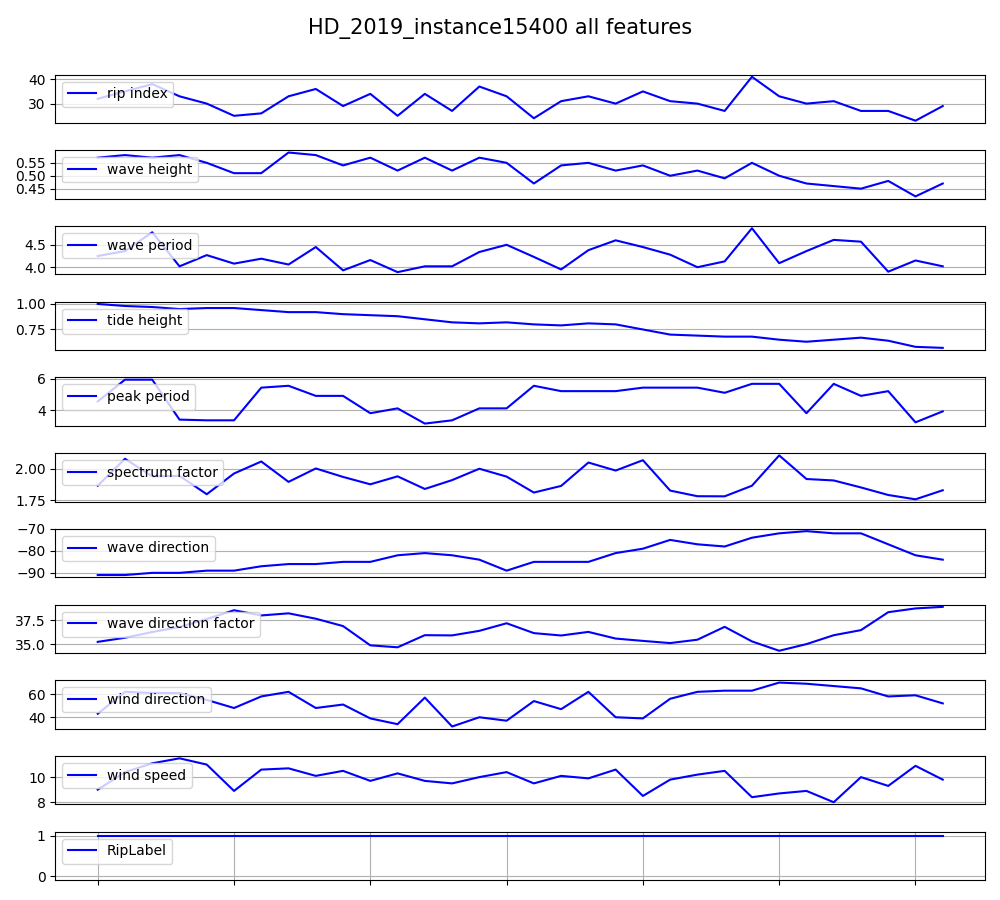 HD_2019_instance15400 all features
40
30
rip index
0.55
0.50
0.45
wave height
4.5
4.0
wave period
1.00
0.75
tide height
6
4
peak period
2.00
1.75
spectrum factor
−70
−80
−90
wave direction
37.5
35.0
wave direction factor
60
40
wind direction
10
8
wind speed
1
0
RipLabel